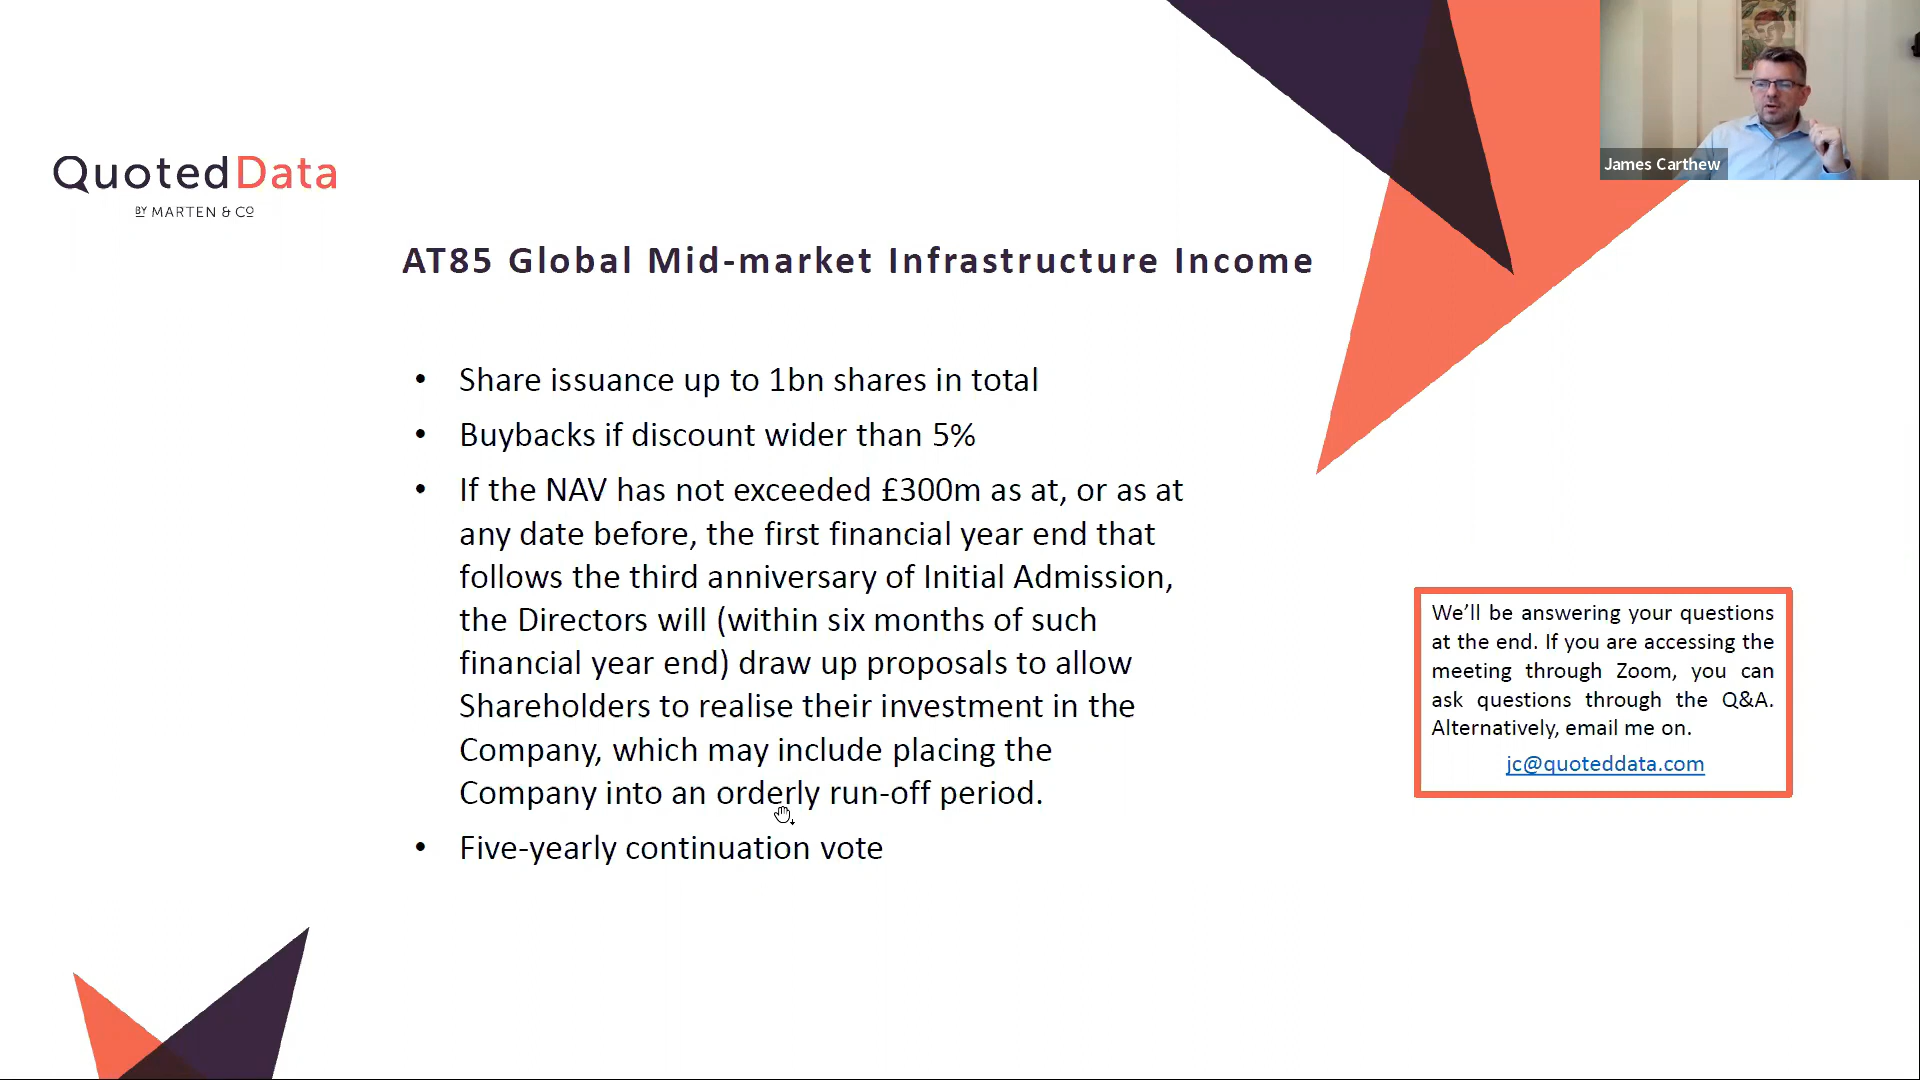 James Carthew
QuotedData
BY MARTEN & CO
AT85 Global Mid-market Infrastructure Income
• Share issuance up to 1bn shares in total
• Buybacks if discount wider than 5%
• If the NAV has not exceeded £300m as at, or as at
any date before, the first financial year end that
follows the third anniversary of Initial Admission,
the Directors will (within six months of such
financial year end) draw up proposals to allow
Shareholders to realise their investment in the
Company, which may include placing the
Company into an orderly run-off period.
• Five-yearly continuation vote
We’ll be answering your questions
at the end. If you are accessing the
meeting through Zoom, you can
ask questions through the Q&A.
Alternatively, email me on.
jc@quoteddata.com